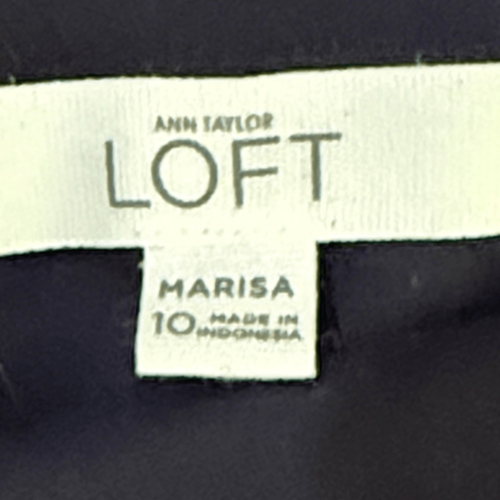 ANN TAYLOR
LOFT
MARISA
10 MADE IN
INDONESIA